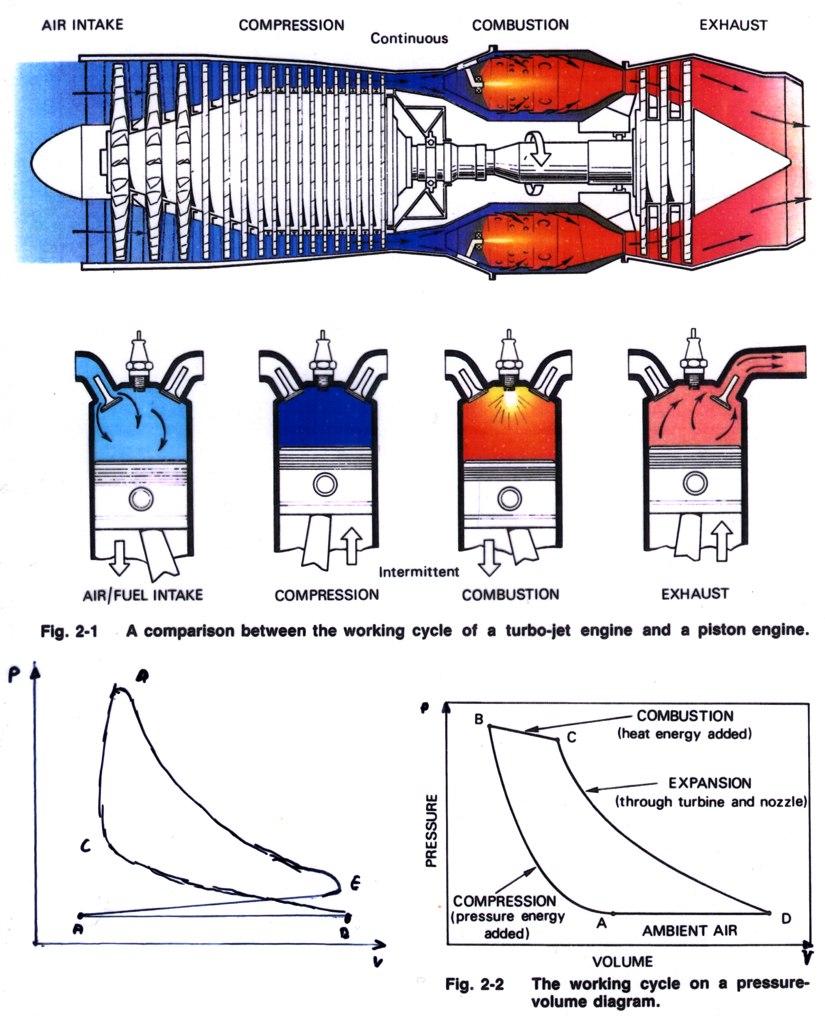 AIR INTAKE
COMPRESSION
Continuous
COMBUSTION
EXHAUST
AIR/FUEL INTAKE
COMPRESSION
Intermittent
COMBUSTION
EXHAUST
Fig. 2-1 A comparison between the working cycle of a turbo-jet engine and a piston engine.
P
C
E
A
B
V
P
B
COMBUSTION
(heat energy added)
C
EXPANSION
(through turbine and nozzle)
PRESSURE
COMPRESSION
(pressure energy
added)
A
AMBIENT AIR
D
VOLUME
V
Fig. 2-2 The working cycle on a pressure-
volume diagram.